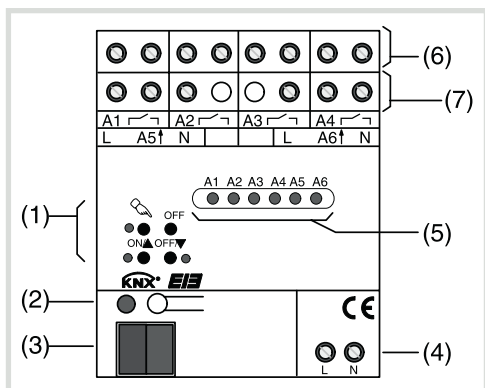 (6)
(7)
A1 A2 A3 A4
L A5 N L A6 N
A1 A2 A3 A4 A5 A6
(1)
OFF
(5)
ON▲ OFF/▼
KNX EIB
(2)
CE
(3)
(4)
L N